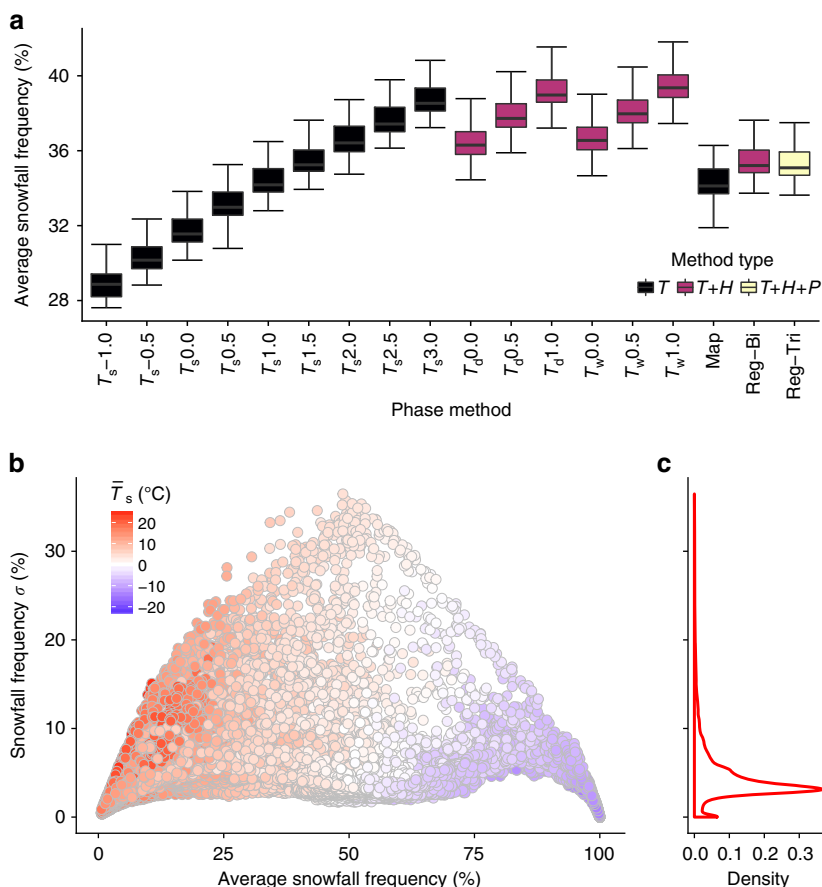 a
Average snowfall frequency (%)
40
36
32
28
Method type
T T+H T+H+P
Ts−1.0
Ts−0.5
Ts0.0
Ts0.5
Ts1.0
Ts1.5
Ts2.0
Ts2.5
Ts3.0
Td0.0
Td0.5
Td1.0
Tw0.0
Tw0.5
Tw1.0
Map
Reg−Bi
Reg−Tri
Phase method
b
T̅s (°C)
20
10
0
−10
−20
Snowfall frequency σ (%)
30
20
10
0
0 25 50 75 100
Average snowfall frequency (%)
c
0.0 0.1 0.2 0.3
Density